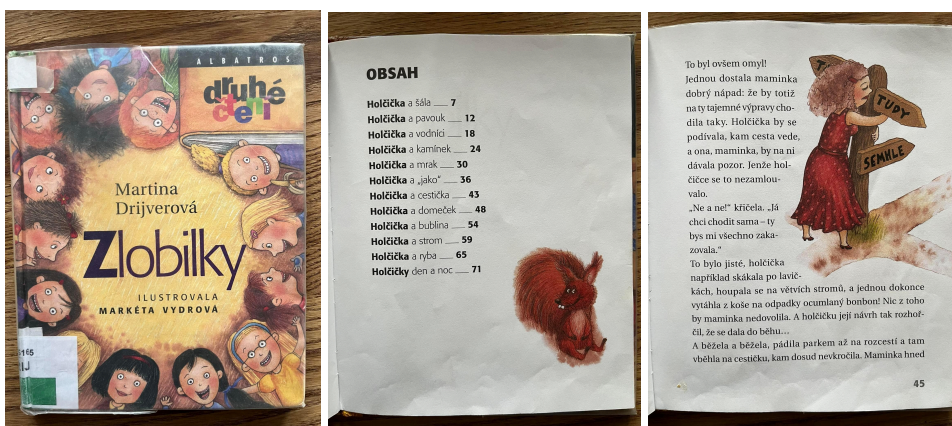 ALBATROS
druhé
čtení
Martina
Drijverová
Zlobilky
ILUSTROVALA
MARKÉTA VYDROVÁ
165
IJ
OBSAH
Holčička a šála 7
Holčička a pavouk 12
Holčička a vodníci 18
Holčička a kamínek 24
Holčička a mrak 30
Holčička a „jako" 36
Holčička a cestička 43
Holčička a domeček 48
Holčička a bublina 54
Holčička a strom 59
Holčička a ryba 65
Holčičky den a noc 71
To byl ovšem omyl!
Jednou dostala maminka
dobrý nápad: že by totiž
na ty tajemné výpravy cho-
dila taky. Holčička by se
podívala, kam cesta vede,
a ona, maminka, by na ni
dávala pozor. Jenže hol-
čičce se to nezamlou-
valo.
„Ne a ne!" křičela. „Já
chci chodit sama – ty
bys mi všechno zaka-
zovala."
To bylo jisté, holčička
například skákala po lavič-
kách, houpala se na větvích stromů, a jednou dokonce
vytáhla z koše na odpadky ocumlaný bonbon! Nic z toho
by maminka nedovolila. A holčičku její návrh tak rozhoř-
čil, že se dala do běhu…
A běžela a běžela, pádila parkem až na rozcestí a tam
vběhla na cestičku, kam dosud nevkročila. Maminka hned
TUDY
SEMHLE
45